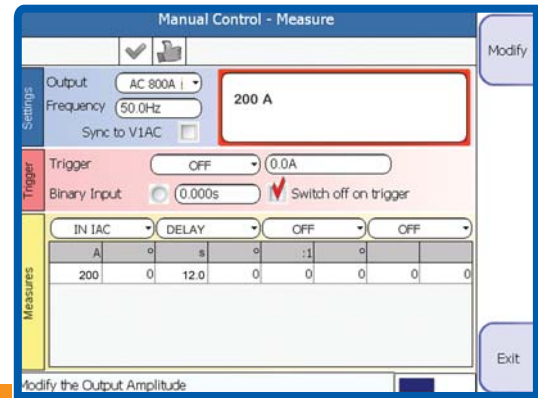 Manual Control - Measure
Modify
Settings
Output AC 800A i
200 A
Frequency 50.0Hz
Sync to V1AC
Trigger
Trigger OFF 0.0A
Binary Input 0.000s Switch off on trigger
Measures
IN IAC DELAY OFF OFF
A ° s ° :1 °
200 0 12.0 0 0 0 0 0
Exit
Modify the Output Amplitude